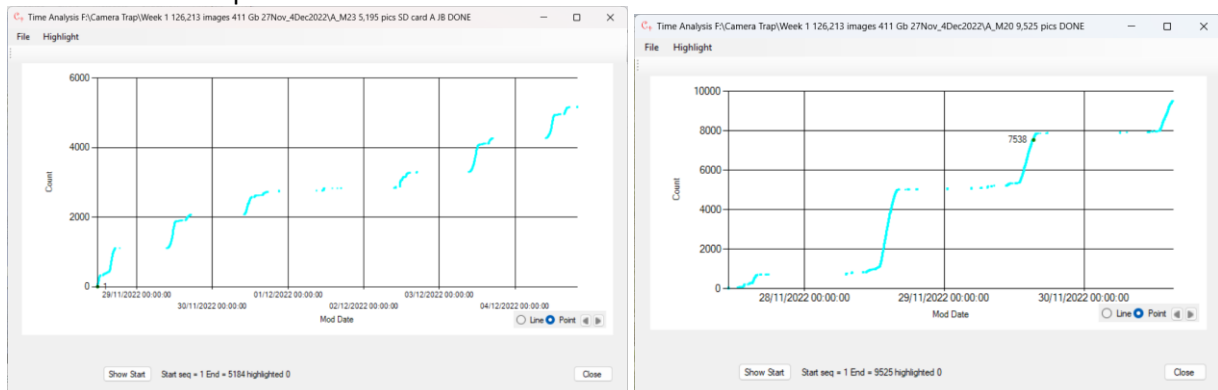 Time Analysis F:\Camera Trap\Week 1 126,213 images 411 Gb 27Nov_4Dec2022\A_M23 5,195 pics SD card A JB DONE
File Highlight
6000
4000
2000
0
Count
1
29/11/2022 00:00:00
30/11/2022 00:00:00
01/12/2022 00:00:00
02/12/2022 00:00:00
03/12/2022 00:00:00
04/12/2022 00:00:00
Mod Date
Line Point
Show Start Start seq = 1 End = 5184 highlighted 0 Close
Time Analysis F:\Camera Trap\Week 1 126,213 images 411 Gb 27Nov_4Dec2022\A_M20 9,525 pics DONE
File Highlight
10000
8000
7538
6000
4000
2000
0
Count
28/11/2022 00:00:00
29/11/2022 00:00:00
30/11/2022 00:00:00
Mod Date
Line Point
Show Start Start seq = 1 End = 9525 highlighted 0 Close